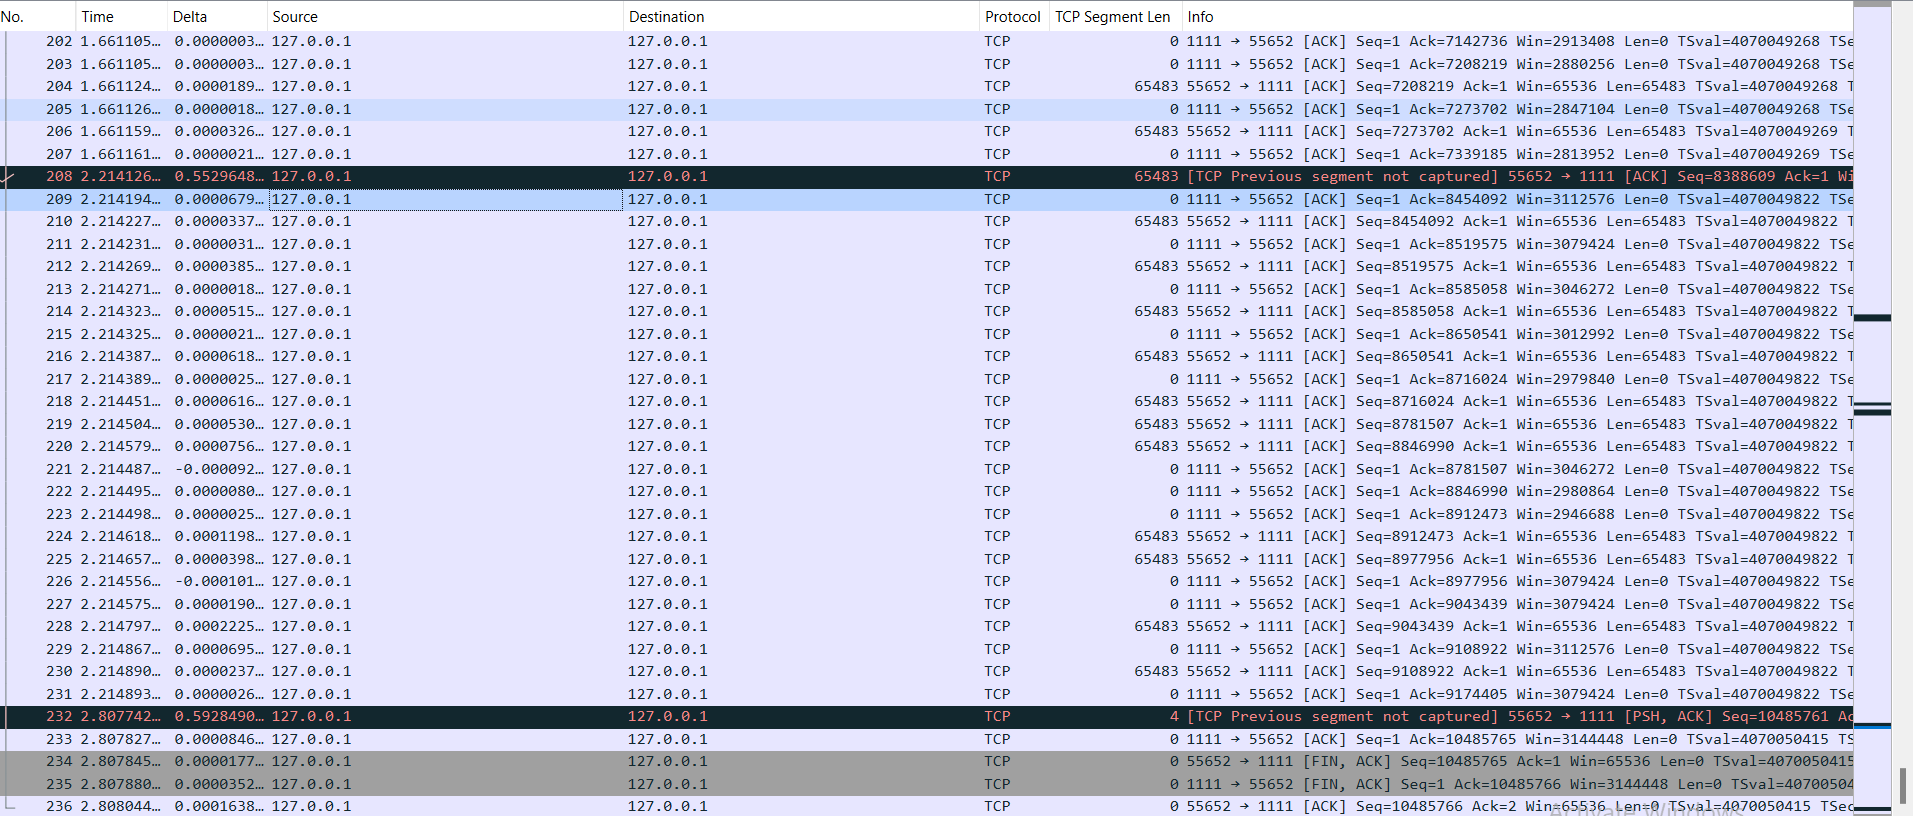 No. Time Delta Source Destination Protocol TCP Segment Len Info
202 1.661105… 0.0000003… 127.0.0.1 127.0.0.1 TCP 0 1111 → 55652 [ACK] Seq=1 Ack=7142736 Win=2913408 Len=0 TSval=4070049268 TSe
203 1.661105… 0.0000003… 127.0.0.1 127.0.0.1 TCP 0 1111 → 55652 [ACK] Seq=1 Ack=7208219 Win=2880256 Len=0 TSval=4070049268 TSe
204 1.661124… 0.0000189… 127.0.0.1 127.0.0.1 TCP 65483 55652 → 1111 [ACK] Seq=7208219 Ack=1 Win=65536 Len=65483 TSval=4070049268 T
205 1.661126… 0.0000018… 127.0.0.1 127.0.0.1 TCP 0 1111 → 55652 [ACK] Seq=1 Ack=7273702 Win=2847104 Len=0 TSval=4070049268 TSe
206 1.661159… 0.0000326… 127.0.0.1 127.0.0.1 TCP 65483 55652 → 1111 [ACK] Seq=7273702 Ack=1 Win=65536 Len=65483 TSval=4070049269 T
207 1.661161… 0.0000021… 127.0.0.1 127.0.0.1 TCP 0 1111 → 55652 [ACK] Seq=1 Ack=7339185 Win=2813952 Len=0 TSval=4070049269 TSe
208 2.214126… 0.5529648… 127.0.0.1 127.0.0.1 TCP 65483 [TCP Previous segment not captured] 55652 → 1111 [ACK] Seq=8388609 Ack=1 Wi
209 2.214194… 0.0000679… 127.0.0.1 127.0.0.1 TCP 0 1111 → 55652 [ACK] Seq=1 Ack=8454092 Win=3112576 Len=0 TSval=4070049822 TSe
210 2.214227… 0.0000337… 127.0.0.1 127.0.0.1 TCP 65483 55652 → 1111 [ACK] Seq=8454092 Ack=1 Win=65536 Len=65483 TSval=4070049822 T
211 2.214231… 0.0000031… 127.0.0.1 127.0.0.1 TCP 0 1111 → 55652 [ACK] Seq=1 Ack=8519575 Win=3079424 Len=0 TSval=4070049822 TSe
212 2.214269… 0.0000385… 127.0.0.1 127.0.0.1 TCP 65483 55652 → 1111 [ACK] Seq=8519575 Ack=1 Win=65536 Len=65483 TSval=4070049822 T
213 2.214271… 0.0000018… 127.0.0.1 127.0.0.1 TCP 0 1111 → 55652 [ACK] Seq=1 Ack=8585058 Win=3046272 Len=0 TSval=4070049822 TSe
214 2.214323… 0.0000515… 127.0.0.1 127.0.0.1 TCP 65483 55652 → 1111 [ACK] Seq=8585058 Ack=1 Win=65536 Len=65483 TSval=4070049822 T
215 2.214325… 0.0000021… 127.0.0.1 127.0.0.1 TCP 0 1111 → 55652 [ACK] Seq=1 Ack=8650541 Win=3012992 Len=0 TSval=4070049822 TSe
216 2.214387… 0.0000618… 127.0.0.1 127.0.0.1 TCP 65483 55652 → 1111 [ACK] Seq=8650541 Ack=1 Win=65536 Len=65483 TSval=4070049822 T
217 2.214389… 0.0000025… 127.0.0.1 127.0.0.1 TCP 0 1111 → 55652 [ACK] Seq=1 Ack=8716024 Win=2979840 Len=0 TSval=4070049822 TSe
218 2.214451… 0.0000616… 127.0.0.1 127.0.0.1 TCP 65483 55652 → 1111 [ACK] Seq=8716024 Ack=1 Win=65536 Len=65483 TSval=4070049822 T
219 2.214504… 0.0000530… 127.0.0.1 127.0.0.1 TCP 65483 55652 → 1111 [ACK] Seq=8781507 Ack=1 Win=65536 Len=65483 TSval=4070049822 T
220 2.214579… 0.0000756… 127.0.0.1 127.0.0.1 TCP 65483 55652 → 1111 [ACK] Seq=8846990 Ack=1 Win=65536 Len=65483 TSval=4070049822 T
221 2.214487… -0.000092… 127.0.0.1 127.0.0.1 TCP 0 1111 → 55652 [ACK] Seq=1 Ack=8781507 Win=3046272 Len=0 TSval=4070049822 TSe
222 2.214495… 0.0000080… 127.0.0.1 127.0.0.1 TCP 0 1111 → 55652 [ACK] Seq=1 Ack=8846990 Win=2980864 Len=0 TSval=4070049822 TSe
223 2.214498… 0.0000025… 127.0.0.1 127.0.0.1 TCP 0 1111 → 55652 [ACK] Seq=1 Ack=8912473 Win=2946688 Len=0 TSval=4070049822 TSe
224 2.214618… 0.0001198… 127.0.0.1 127.0.0.1 TCP 65483 55652 → 1111 [ACK] Seq=8912473 Ack=1 Win=65536 Len=65483 TSval=4070049822 T
225 2.214657… 0.0000398… 127.0.0.1 127.0.0.1 TCP 65483 55652 → 1111 [ACK] Seq=8977956 Ack=1 Win=65536 Len=65483 TSval=4070049822 T
226 2.214556… -0.000101… 127.0.0.1 127.0.0.1 TCP 0 1111 → 55652 [ACK] Seq=1 Ack=8977956 Win=3079424 Len=0 TSval=4070049822 TSe
227 2.214575… 0.0000190… 127.0.0.1 127.0.0.1 TCP 0 1111 → 55652 [ACK] Seq=1 Ack=9043439 Win=3079424 Len=0 TSval=4070049822 TSe
228 2.214797… 0.0002225… 127.0.0.1 127.0.0.1 TCP 65483 55652 → 1111 [ACK] Seq=9043439 Ack=1 Win=65536 Len=65483 TSval=4070049822 T
229 2.214867… 0.0000695… 127.0.0.1 127.0.0.1 TCP 0 1111 → 55652 [ACK] Seq=1 Ack=9108922 Win=3112576 Len=0 TSval=4070049822 TSe
230 2.214890… 0.0000237… 127.0.0.1 127.0.0.1 TCP 65483 55652 → 1111 [ACK] Seq=9108922 Ack=1 Win=65536 Len=65483 TSval=4070049822 T
231 2.214893… 0.0000026… 127.0.0.1 127.0.0.1 TCP 0 1111 → 55652 [ACK] Seq=1 Ack=9174405 Win=3079424 Len=0 TSval=4070049822 TSe
232 2.807742… 0.5928490… 127.0.0.1 127.0.0.1 TCP 4 [TCP Previous segment not captured] 55652 → 1111 [PSH, ACK] Seq=10485761 Ac
233 2.807827… 0.0000846… 127.0.0.1 127.0.0.1 TCP 0 1111 → 55652 [ACK] Seq=1 Ack=10485765 Win=3144448 Len=0 TSval=4070050415 TS
234 2.807845… 0.0000177… 127.0.0.1 127.0.0.1 TCP 0 55652 → 1111 [FIN, ACK] Seq=10485765 Ack=1 Win=65536 Len=0 TSval=4070050415
235 2.807880… 0.0000352… 127.0.0.1 127.0.0.1 TCP 0 1111 → 55652 [FIN, ACK] Seq=1 Ack=10485766 Win=3144448 Len=0 TSval=40700504
236 2.808044… 0.0001638… 127.0.0.1 127.0.0.1 TCP 0 55652 → 1111 [ACK] Seq=10485766 Ack=2 Win=65536 Len=0 TSval=4070050415 TSec
Activate Windows